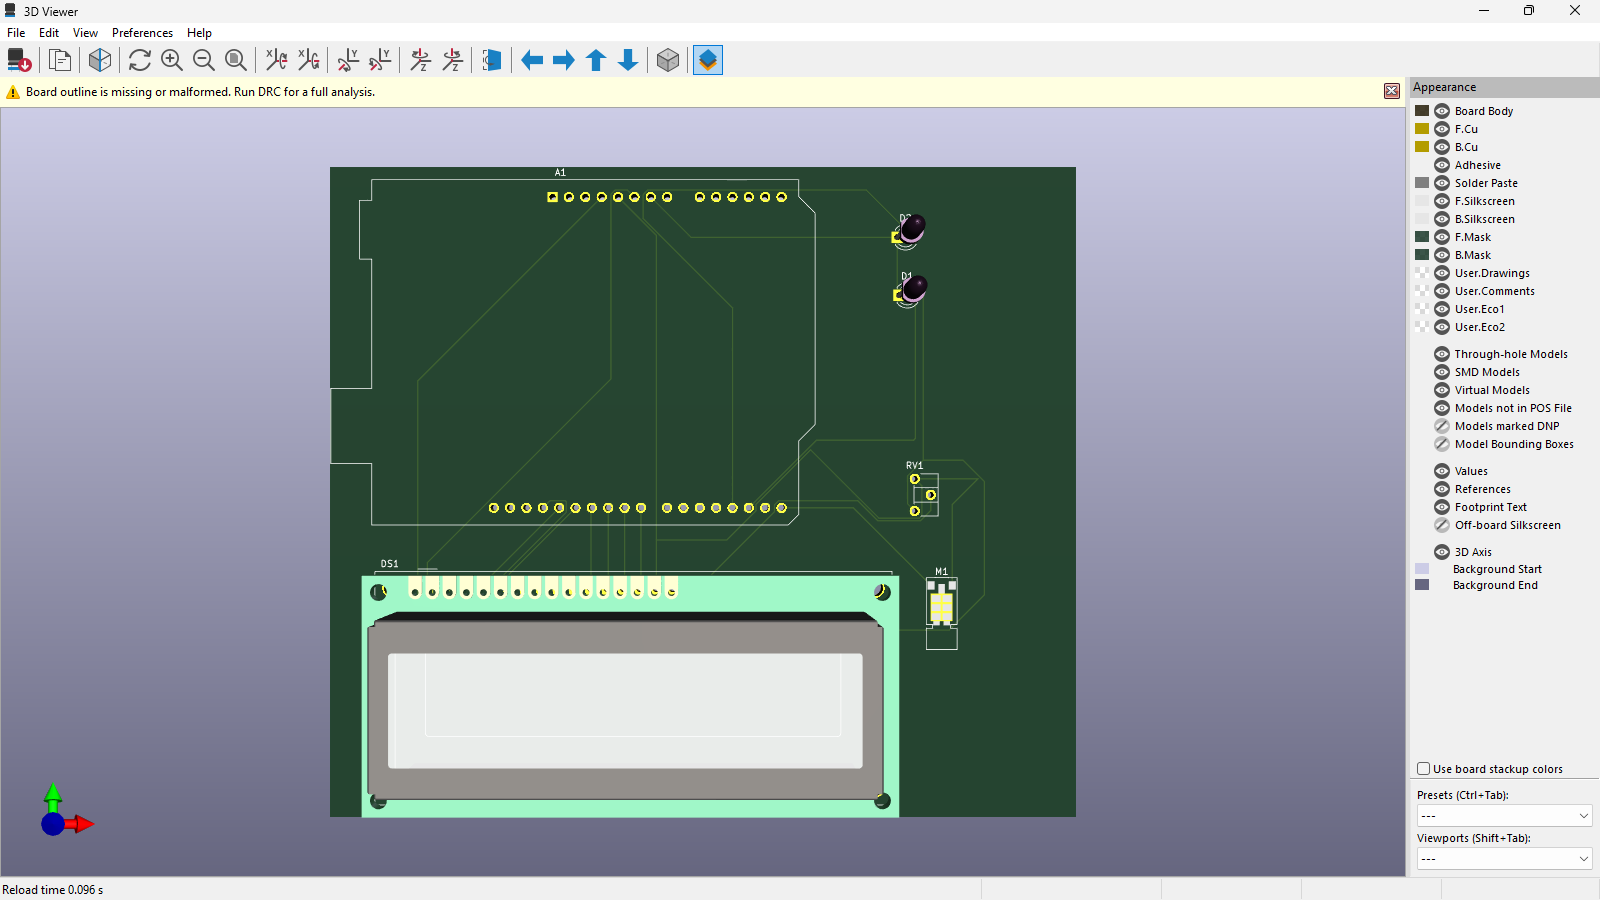 3D Viewer
File Edit View Preferences Help
Board outline is missing or malformed. Run DRC for a full analysis.
Appearance
Board Body
F.Cu
B.Cu
Adhesive
Solder Paste
F.Silkscreen
B.Silkscreen
F.Mask
B.Mask
User.Drawings
User.Comments
User.Eco1
User.Eco2
Through-hole Models
SMD Models
Virtual Models
Models not in POS File
Models marked DNP
Model Bounding Boxes
Values
References
Footprint Text
Off-board Silkscreen
3D Axis
Background Start
Background End
Use board stackup colors
Presets (Ctrl+Tab):
---
Viewports (Shift+Tab):
---
A1
D2
D1
RV1
DS1
M1
Reload time 0.096 s